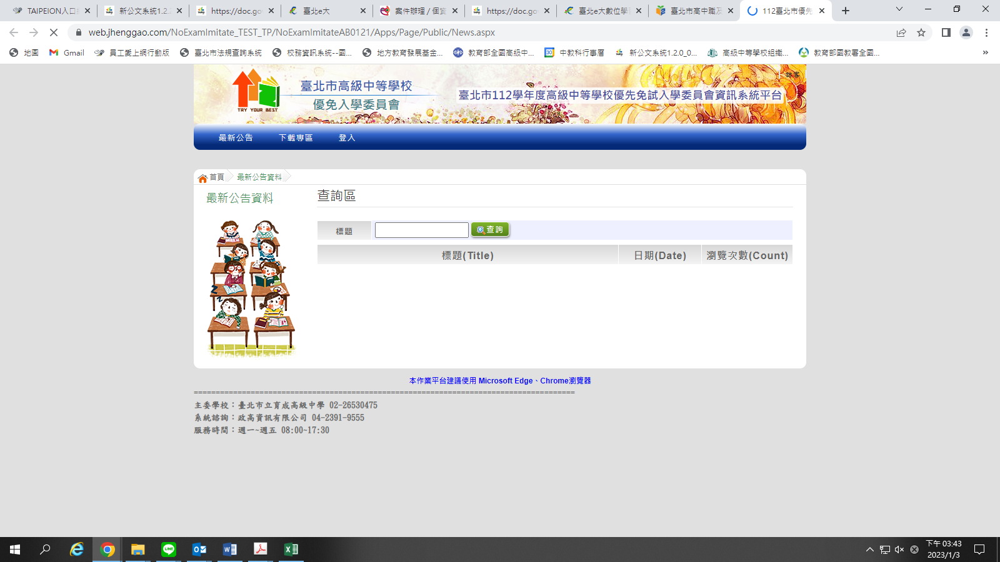 TAIPEION入口
新公文系統1.2.
https://doc.go
臺北e大
案件辦理 / 個資
https://doc.go
臺北e大數位學
臺北市高中職及
112臺北市優先
web.jhenggao.com/NoExamImitate_TEST_TP/NoExamImitateAB0121/Apps/Page/Public/News.aspx
地圖
Gmail
員工愛上網行動版
臺北市法規查詢系統
校務資訊系統--國...
地方教育發展基金...
教育部全國高級中...
中教科行事曆
新公文系統1.2.0_0...
高級中等學校組織...
教育部國教署全國...
»
訪客
臺北市高級中等學校
優免入學委員會
TRY YOUR BEST
臺北市112學年度高級中等學校優先免試入學委員會資訊系統平台
最新公告
下載專區
登入
首頁
最新公告資料
最新公告資料
查詢區
標題
查詢
標題(Title)
日期(Date)
瀏覽次數(Count)
本作業平台建議使用 Microsoft Edge、Chrome瀏覽器
=======================================================================================
主委學校：臺北市立育成高級中學 02-26530475
系統諮詢：政高資訊有限公司 04-2391-9555
服務時間：週一~週五 08:00~17:30
下午 03:43
2023/1/3